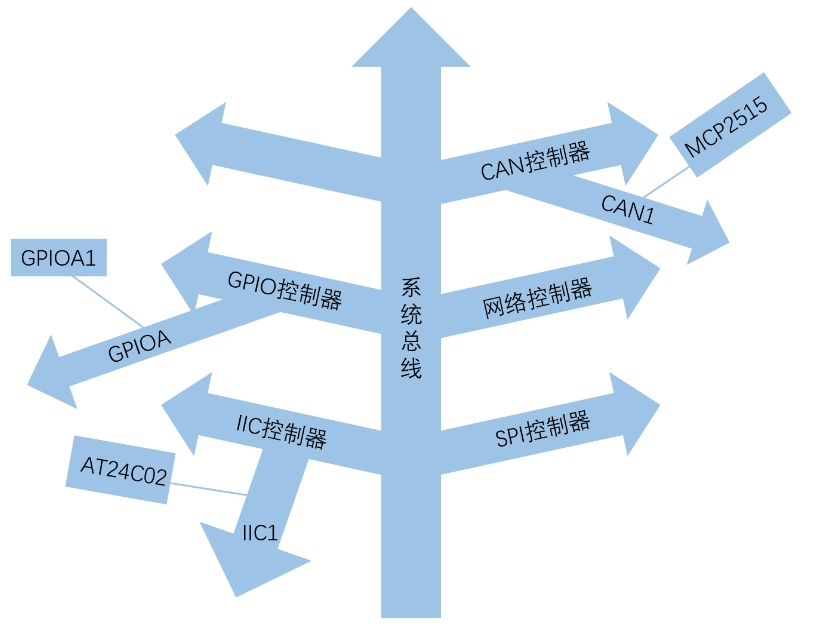 MCP2515
CAN控制器
CAN1
GPIOA1
GPIO控制器
GPIOA
系统总线
网络控制器
IIC控制器
SPI控制器
AT24C02
IIC1